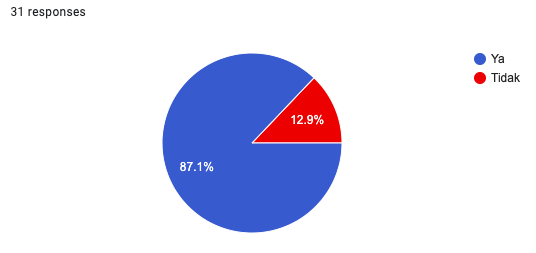 31 responses
Ya
Tidak
12.9%
87.1%